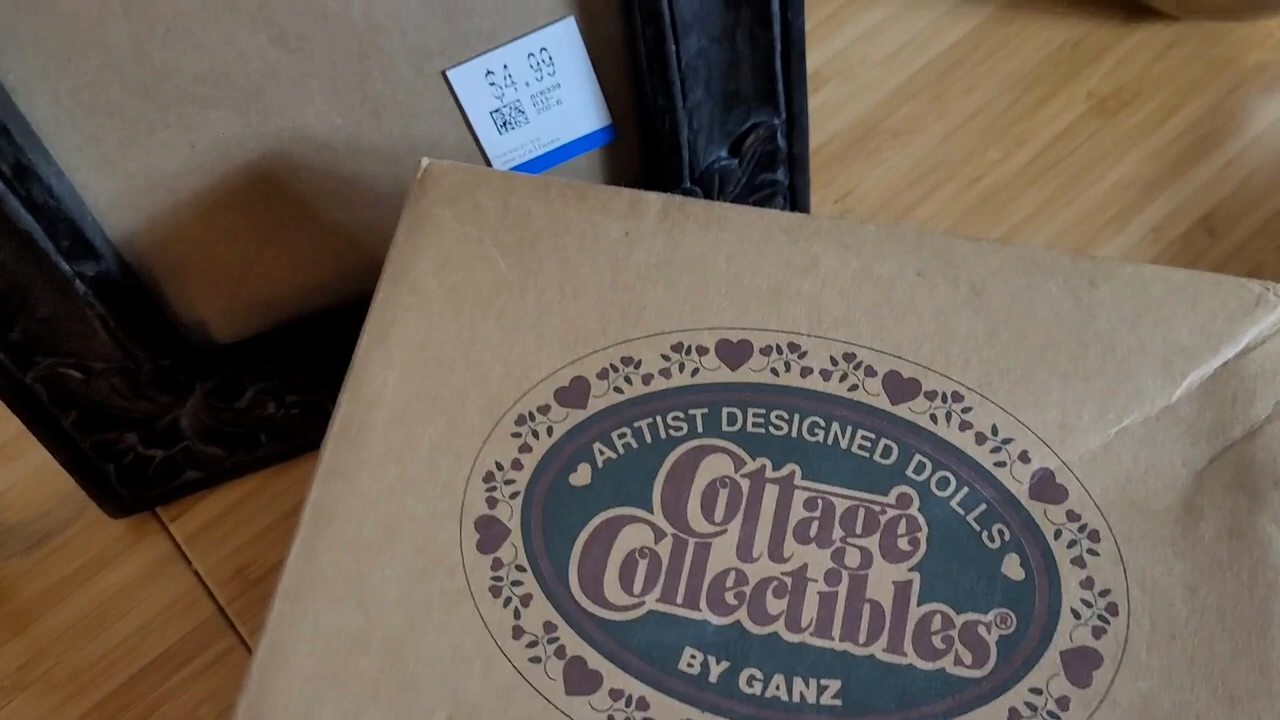 $4.99
ARTIST DESIGNED DOLLS
Cottage
Collectibles®
BY GANZ